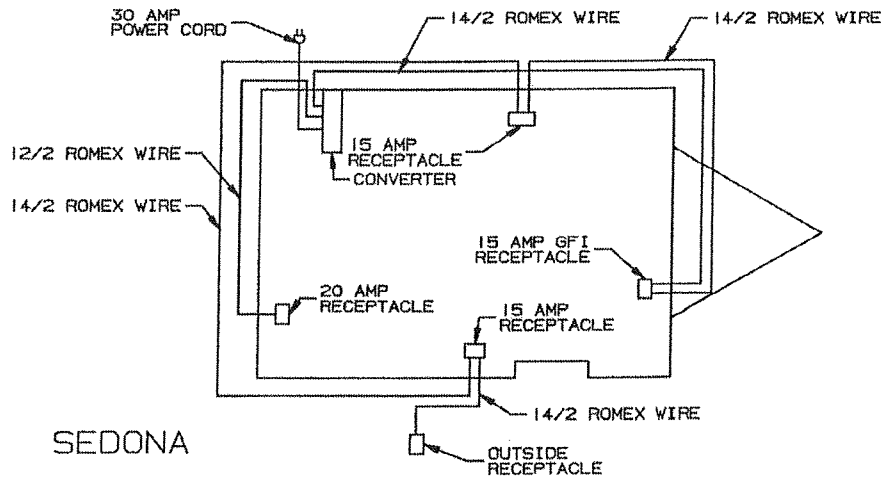 30 AMP
POWER CORD
14/2 ROMEX WIRE
14/2 ROMEX WIRE
12/2 ROMEX WIRE
14/2 ROMEX WIRE
15 AMP
RECEPTACLE
CONVERTER
15 AMP GFI
RECEPTACLE
20 AMP
RECEPTACLE
15 AMP
RECEPTACLE
14/2 ROMEX WIRE
SEDONA
OUTSIDE
RECEPTACLE